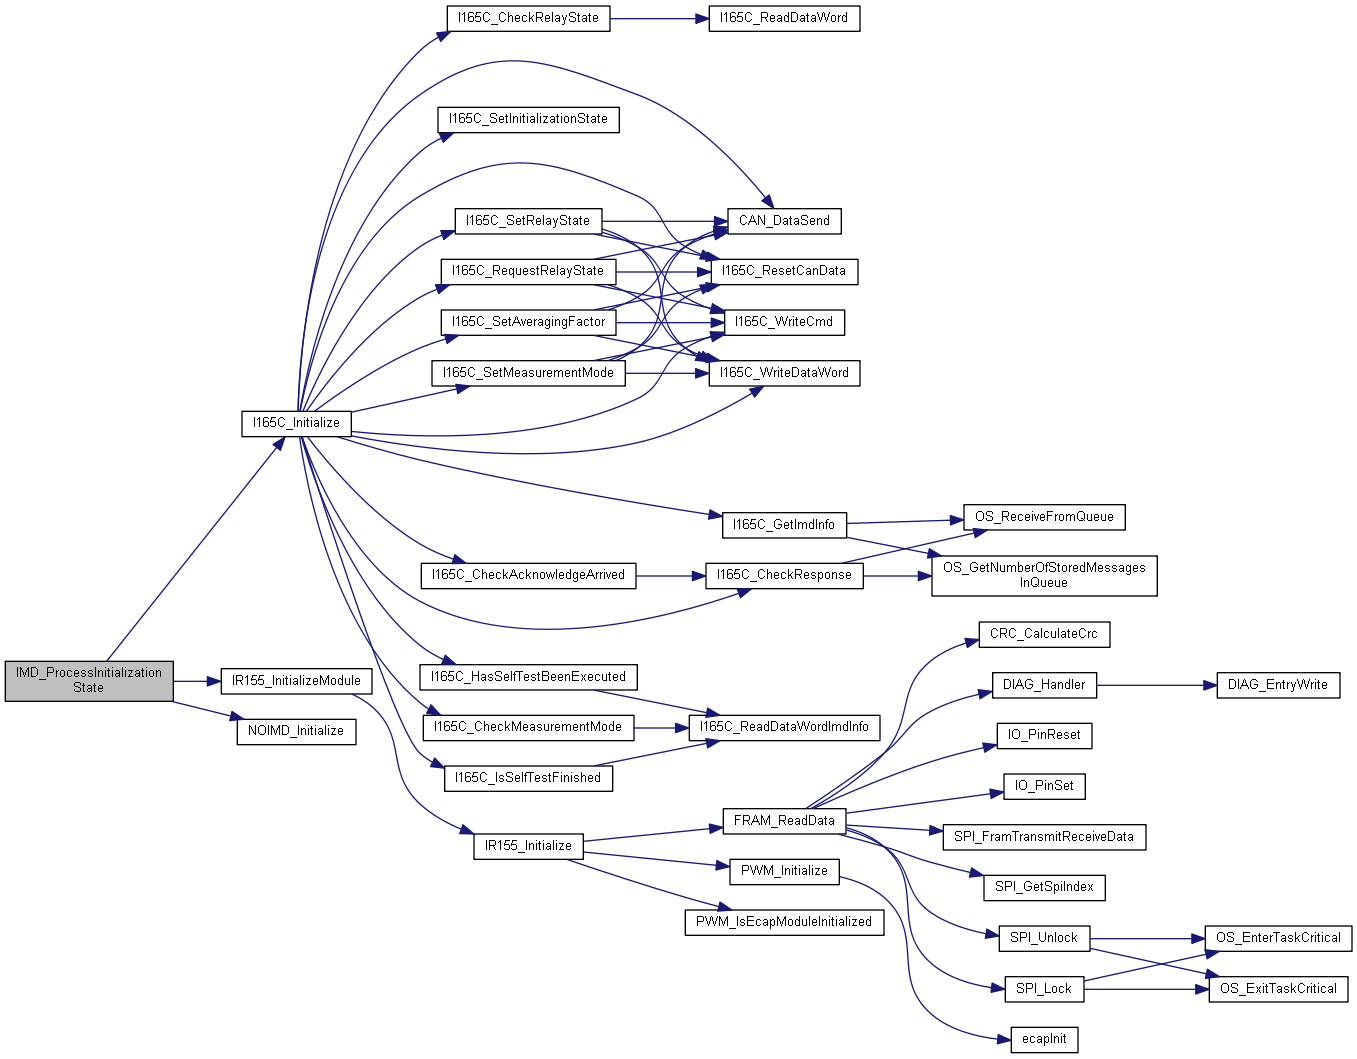 I165C_CheckRelayState
I165C_ReadDataWord
I165C_SetInitializationState
I165C_SetRelayState
CAN_DataSend
I165C_RequestRelayState
I165C_ResetCanData
I165C_SetAveragingFactor
I165C_WriteCmd
I165C_SetMeasurementMode
I165C_WriteDataWord
I165C_Initialize
I165C_GetImdInfo
OS_ReceiveFromQueue
I165C_CheckAcknowledgeArrived
I165C_CheckResponse
OS_GetNumberOfStoredMessages
InQueue
CRC_CalculateCrc
IMD_ProcessInitialization
State
IR155_InitializeModule
I165C_HasSelfTestBeenExecuted
DIAG_Handler
DIAG_EntryWrite
NOIMD_Initialize
I165C_CheckMeasurementMode
I165C_ReadDataWordImdInfo
IO_PinReset
I165C_IsSelfTestFinished
IO_PinSet
FRAM_ReadData
SPI_FramTransmitReceiveData
IR155_Initialize
PWM_Initialize
SPI_GetSpiIndex
PWM_IsEcapModuleInitialized
SPI_Unlock
OS_EnterTaskCritical
SPI_Lock
OS_ExitTaskCritical
ecapInit